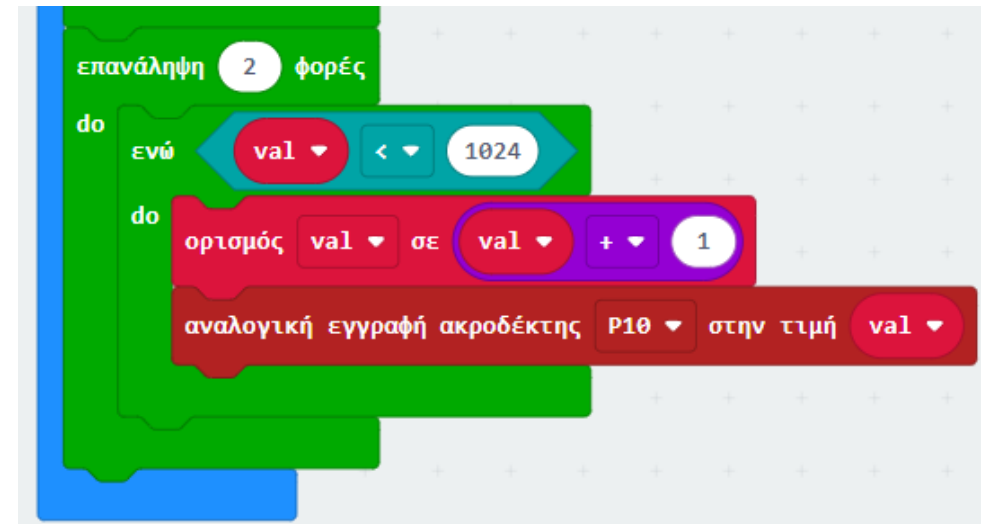 επανάληψη 2 φορές
do
ενώ val < 1024
do
ορισμός val σε val + 1
αναλογική εγγραφή ακροδέκτης P10 στην τιμή val